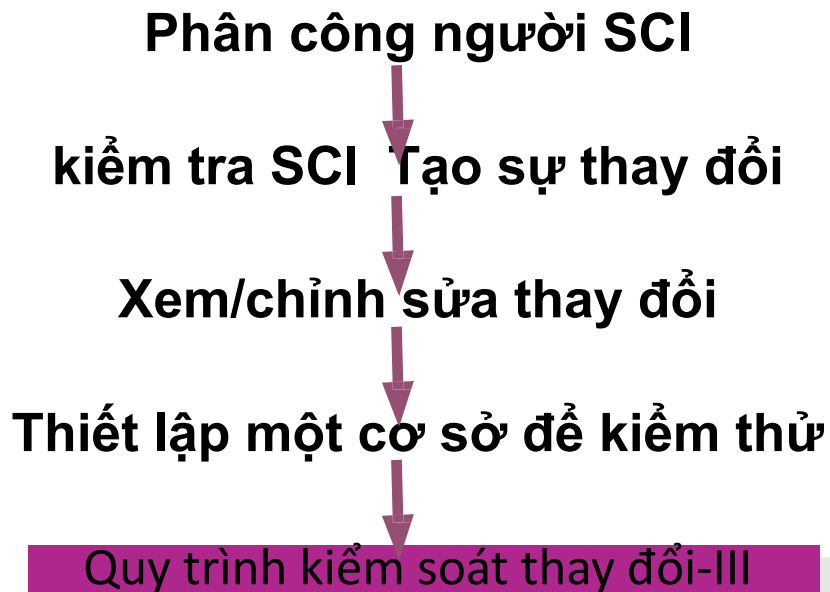 Phân công người SCI
kiểm tra SCI Tạo sự thay đổi
Xem/chỉnh sửa thay đổi
Thiết lập một cơ sở để kiểm thử
Quy trình kiểm soát thay đổi-III